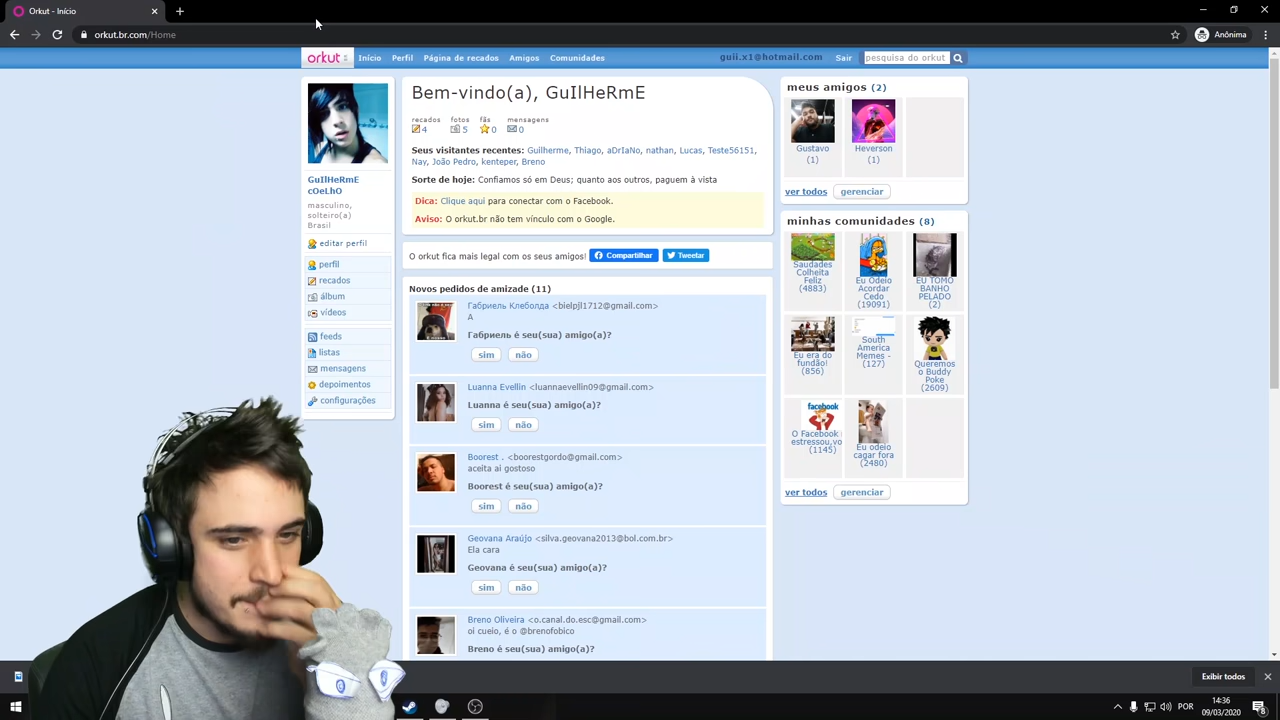 Orkut - Início
orkut.br.com/Home
Anônima
orkut
Início
Perfil
Página de recados
Amigos
Comunidades
guii.x1@hotmail.com
Sair
pesquisa do orkut
GuIlHeRmE
cOeLhO
masculino,
solteiro(a)
Brasil
editar perfil
perfil
recados
álbum
vídeos
feeds
listas
mensagens
depoimentos
configurações
Bem-vindo(a), GuIlHeRmE
recados fotos fãs mensagens
4 5 0 0
Seus visitantes recentes: Guilherme, Thiago, aDrIaNo, nathan, Lucas, Teste56151,
Nay, João Pedro, kenteper, Breno
Sorte de hoje: Confiamos só em Deus; quanto aos outros, paguem à vista
Dica: Clique aqui para conectar com o Facebook.
Aviso: O orkut.br não tem vínculo com o Google.
O orkut fica mais legal com os seus amigos! Compartilhar Tweetar
Novos pedidos de amizade (11)
Габриель Клеболда <bielpjl1712@gmail.com>
A
Габриель é seu(sua) amigo(a)?
sim não
Luanna Evellin <luannaevellin09@gmail.com>
Luanna é seu(sua) amigo(a)?
sim não
Boorest . <boorestgordo@gmail.com>
aceita ai gostoso
Boorest é seu(sua) amigo(a)?
sim não
Geovana Araújo <silva.geovana2013@bol.com.br>
Ela cara
Geovana é seu(sua) amigo(a)?
sim não
Breno Oliveira <o.canal.do.esc@gmail.com>
oi cueio, é o @brenofobico
Breno é seu(sua) amigo(a)?
meus amigos (2)
Gustavo
(1)
Heverson
(1)
ver todos gerenciar
minhas comunidades (8)
Saudades
Colheita
Feliz
(4883)
Eu Odeio
Acordar
Cedo
(19091)
EU TOMO
BANHO
PELADO
(2)
Eu era do
fundão!
(856)
South
America
Memes -
(127)
Queremos
o Buddy
Poke
(2609)
facebook
O Facebook
estressou,vo
(1145)
Eu odeio
cagar fora
(2480)
ver todos gerenciar
Exibir todos
POR
14:36
09/03/2020
8